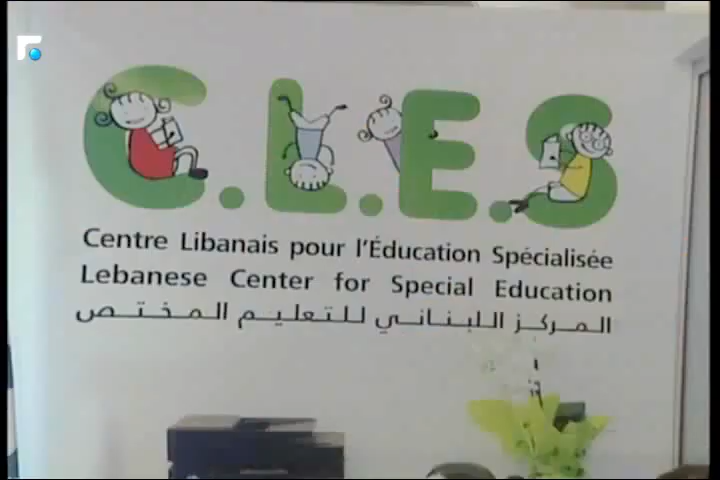 C.L.E.S
Centre Libanais pour l'Éducation Spécialisée
Lebanese Center for Special Education
المركز اللبناني للتعليم المختص